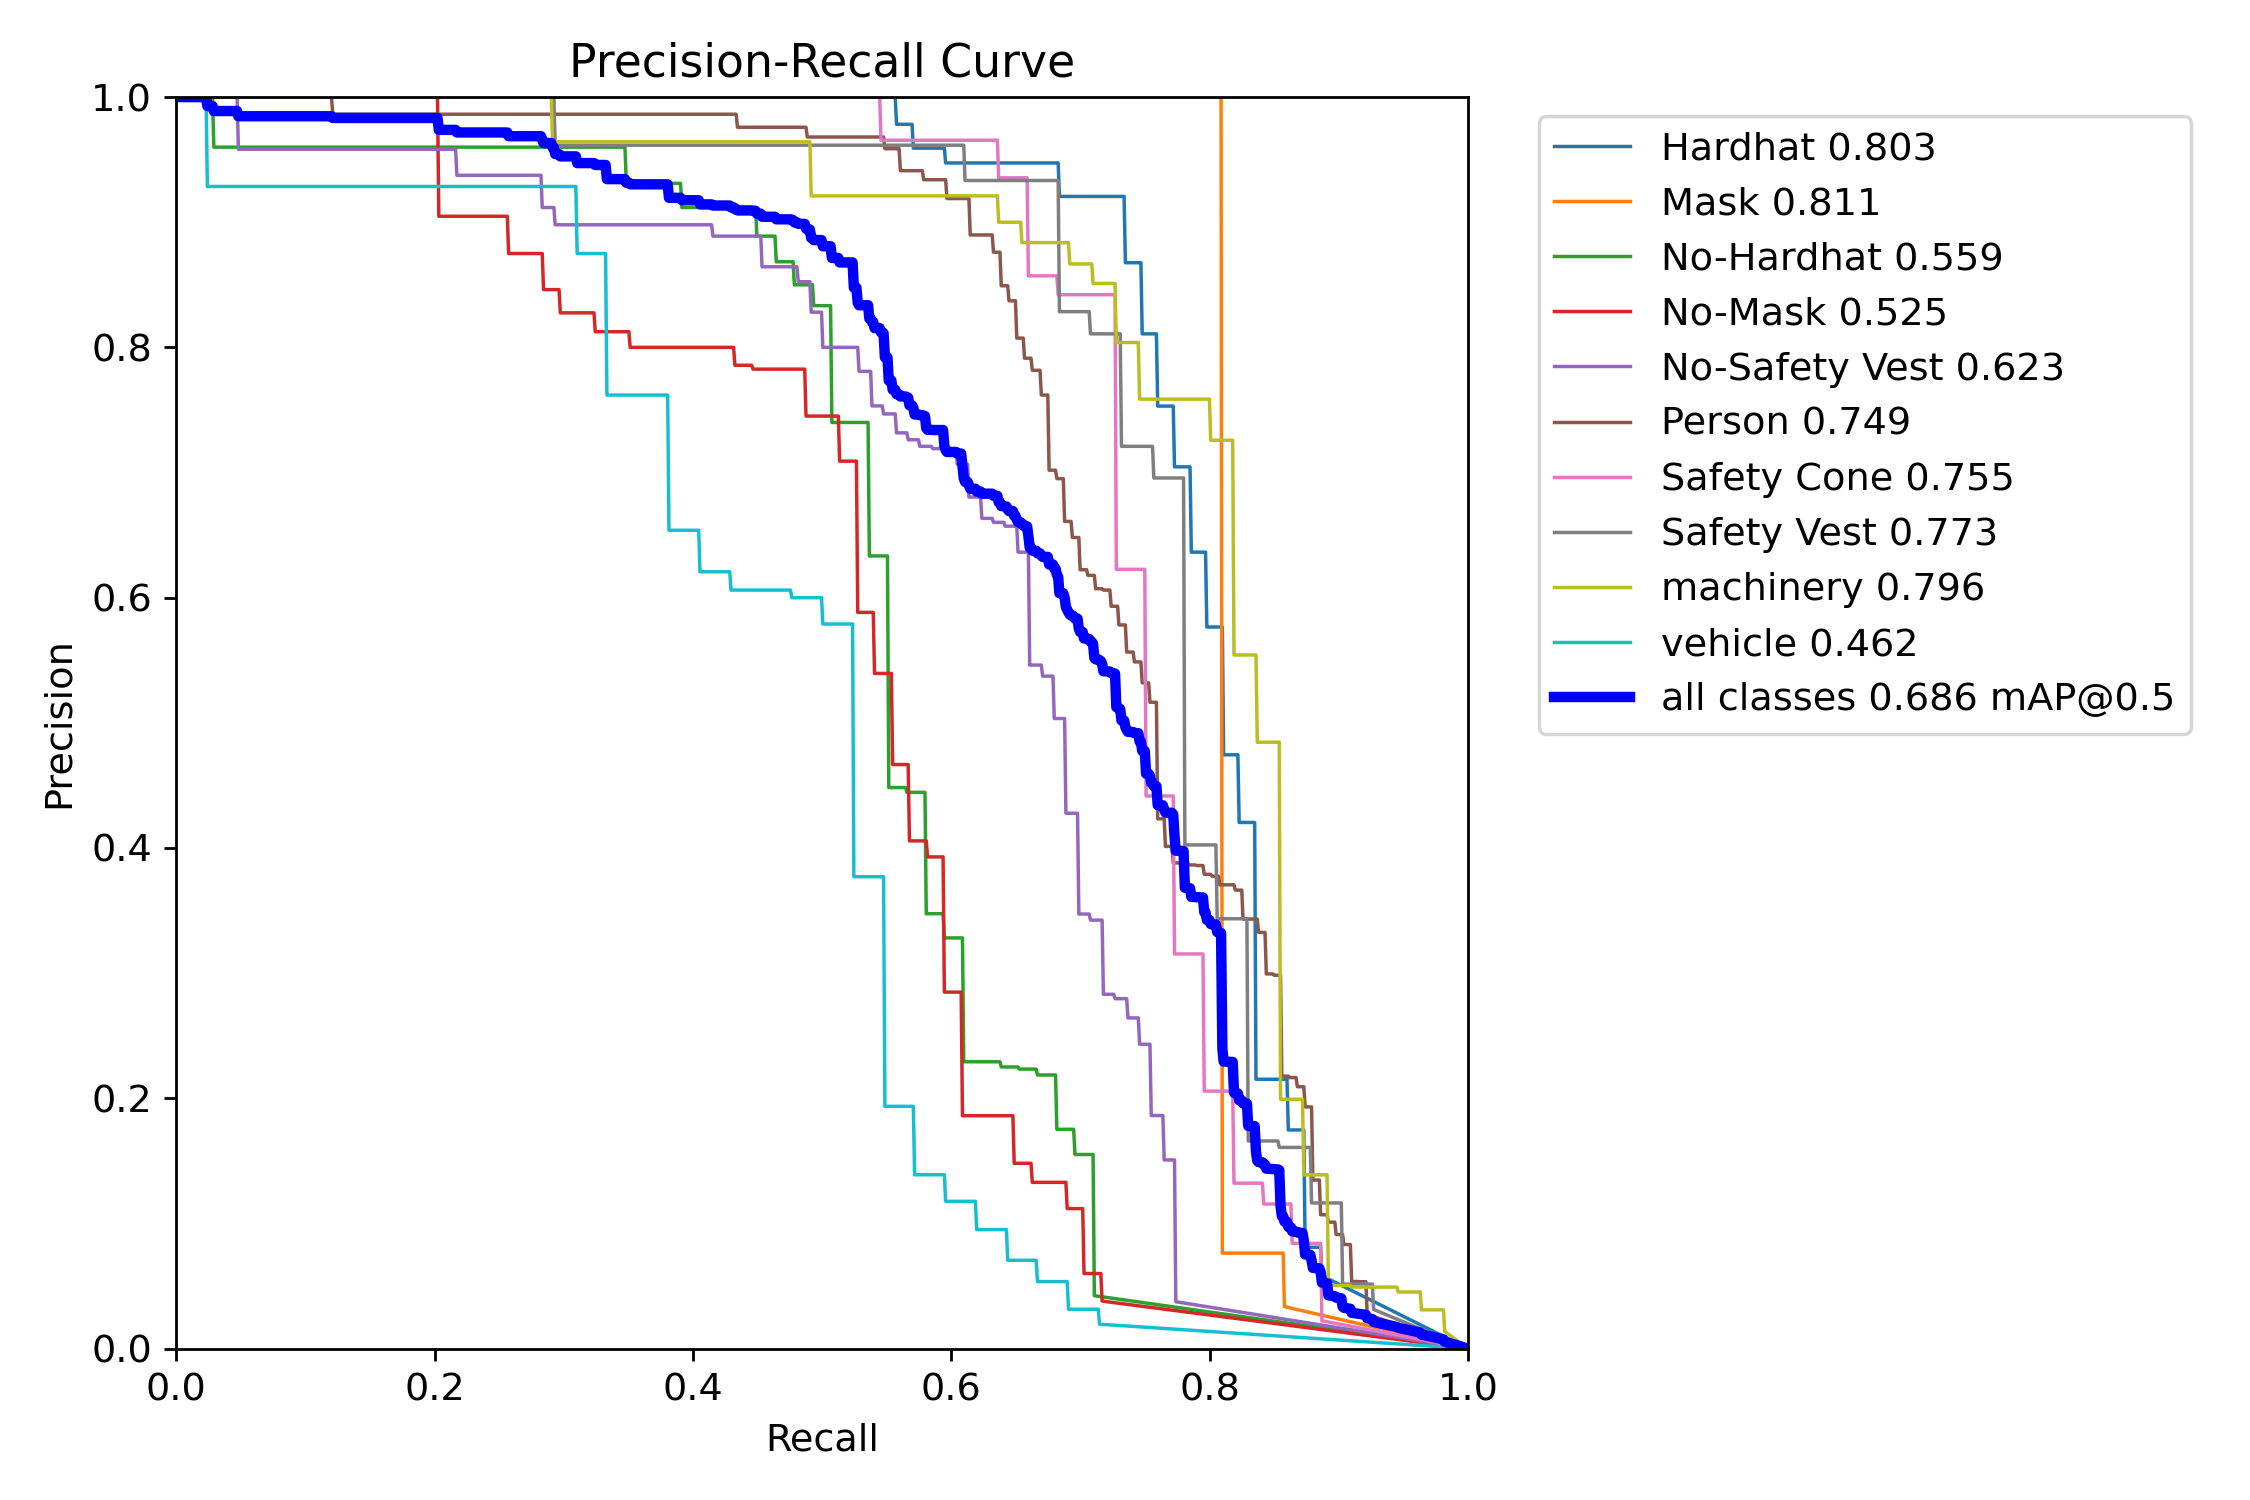 Precision-Recall Curve
1.0
0.8
0.6
0.4
0.2
0.0
Precision
0.0 0.2 0.4 0.6 0.8 1.0
Recall
Hardhat 0.803
Mask 0.811
No-Hardhat 0.559
No-Mask 0.525
No-Safety Vest 0.623
Person 0.749
Safety Cone 0.755
Safety Vest 0.773
machinery 0.796
vehicle 0.462
all classes 0.686 mAP@0.5